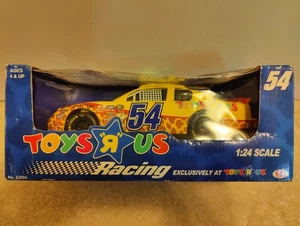 AGES
4 & UP
54
54
TOYS R US
Racing
1:24 SCALE
EXCLUSIVELY AT TOYS R US